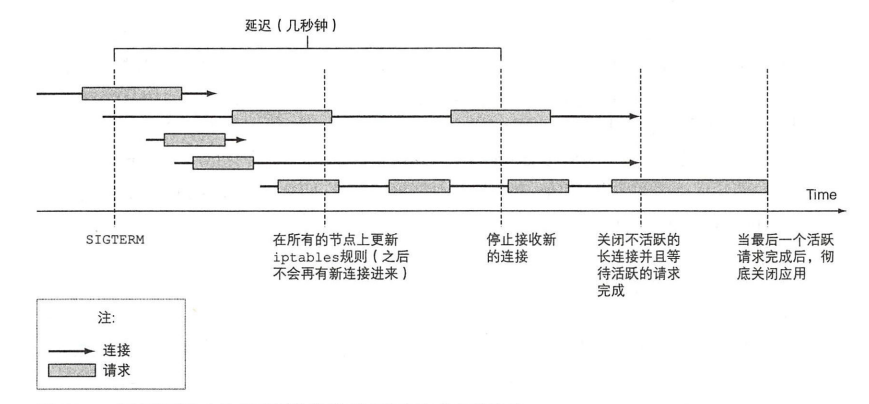 延迟（几秒钟）
Time
SIGTERM
在所有的节点上更新
iptables规则（之后
不会再有新连接进来）
停止接收新
的连接
关闭不活跃的
长连接并且等
待活跃的请求
完成
当最后一个活跃
请求完成后，彻
底关闭应用
注:
连接
请求